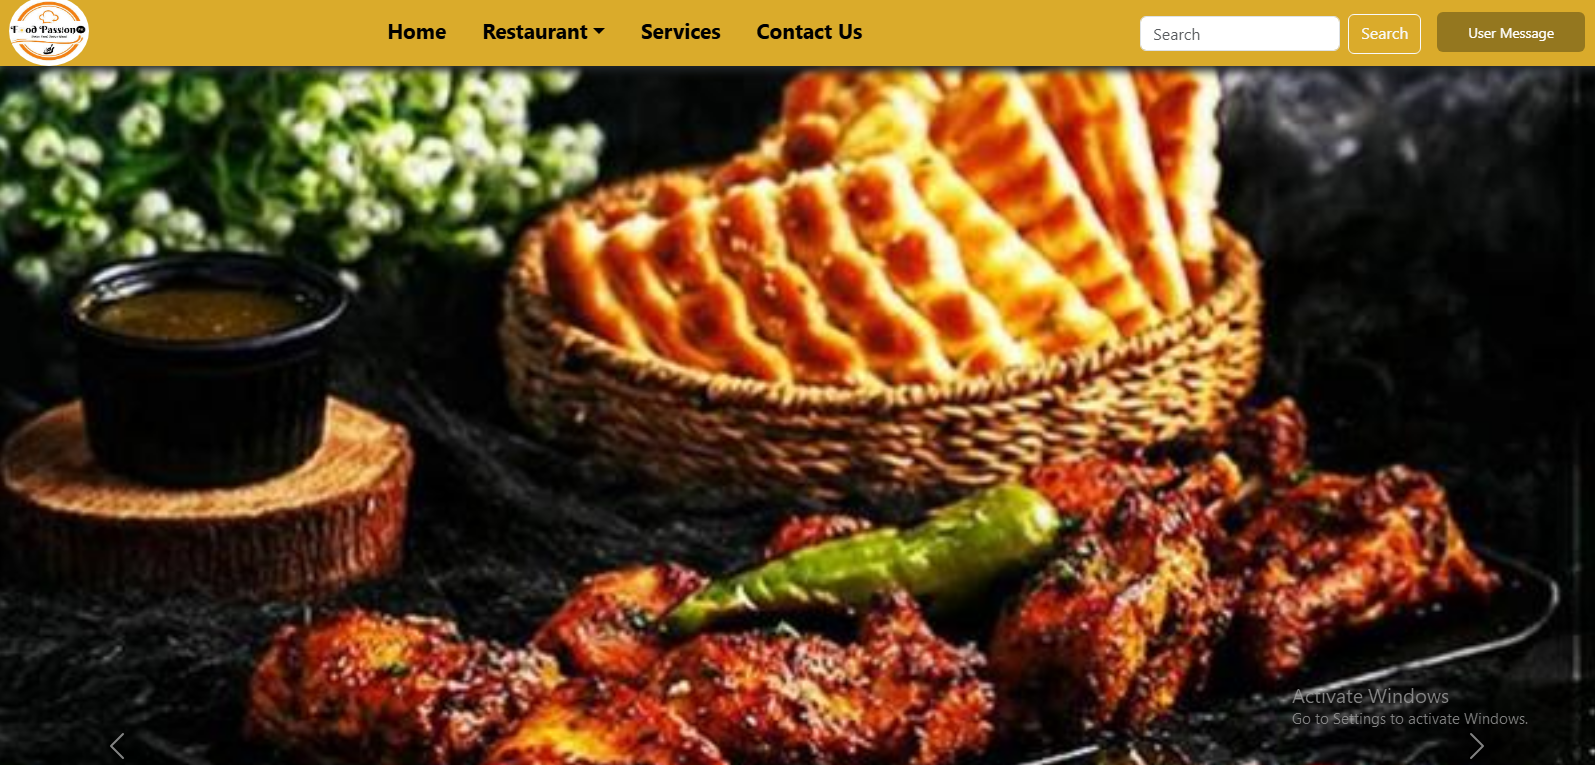 Food Passion
Home
Restaurant
Services
Contact Us
Search
Search
User Message
Activate Windows
Go to Settings to activate Windows.